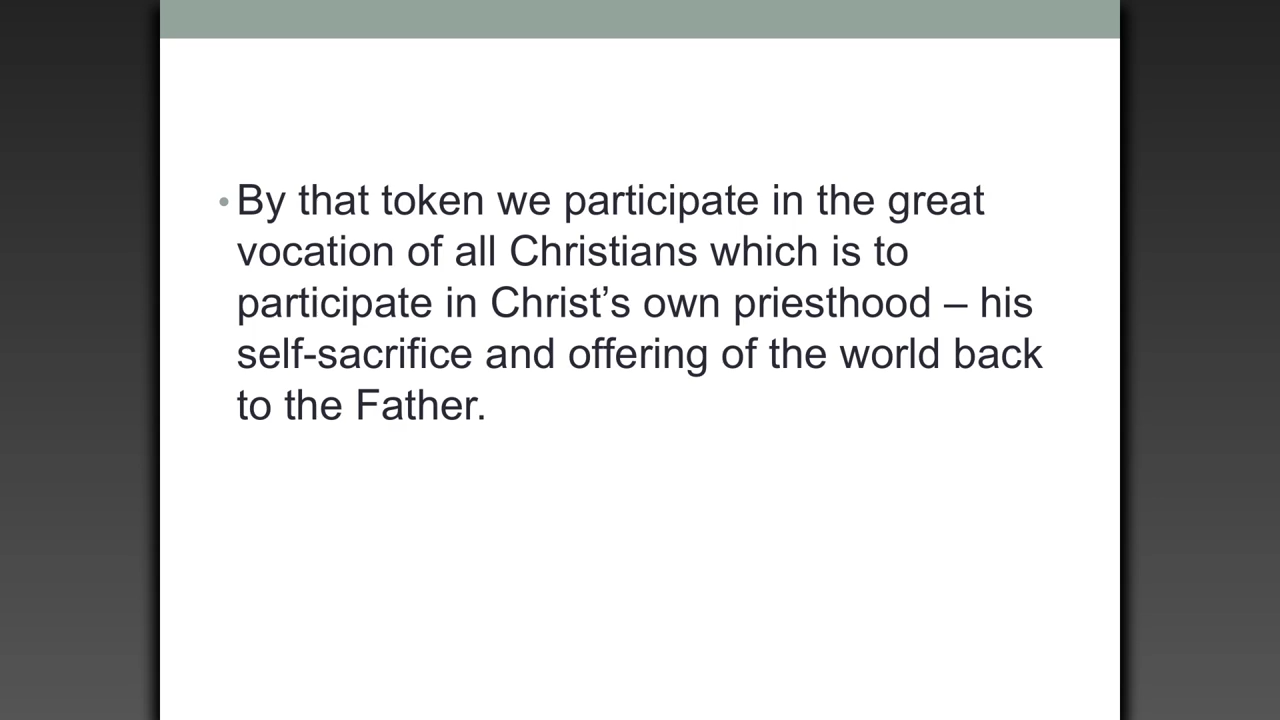 • By that token we participate in the great
vocation of all Christians which is to
participate in Christ’s own priesthood – his
self-sacrifice and offering of the world back
to the Father.